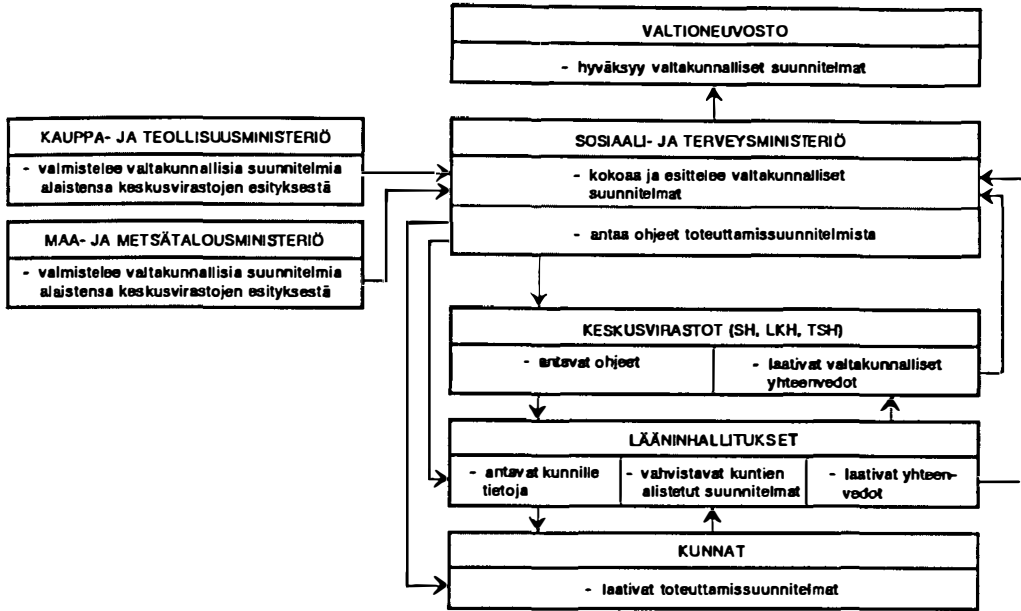 VALTIONEUVOSTO
- hyväksyy valtakunnalliset suunnitelmat
KAUPPA- JA TEOLLISUUSMINISTERIÖ
- valmistelee valtakunnallisia suunnitelmia
alaistensa keskusvirastojen esityksestä
MAA- JA METSÄTALOUSMINISTERIÖ
- valmistelee valtakunnallisia suunnitelmia
alaistensa keskusvirastojen esityksestä
SOSIAALI- JA TERVEYSMINISTERIÖ
- kokoaa ja esittelee valtakunnalliset
suunnitelmat
- antaa ohjeet toteuttamissuunnitelmista
KESKUSVIRASTOT (SH, LKH, TSH)
- antavat ohjeet
- laativat valtakunnalliset
yhteenvedot
LÄÄNINHALLITUKSET
- antavat kunnille
tietoja
- vahvistavat kuntien
alistetut suunnitelmat
- laativat yhteen-
vedot
KUNNAT
- laativat toteuttamissuunnitelmat